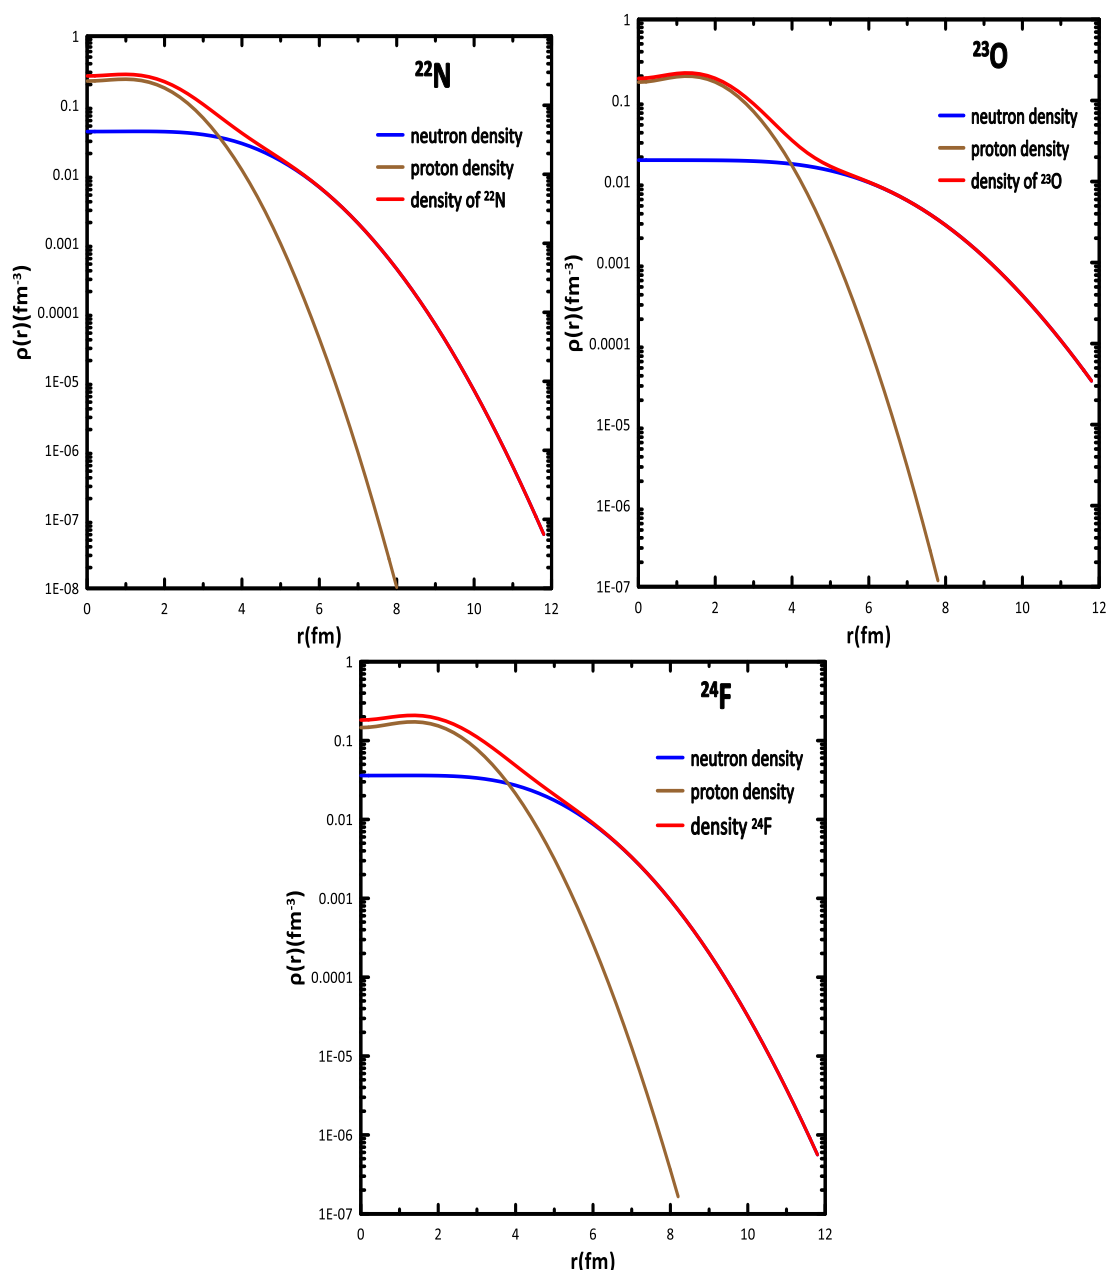 ²²N
1
0.1
0.01
0.001
0.0001
1E-05
1E-06
1E-07
1E-08
ρ(r)(fm⁻³)
neutron density
proton density
density of ²²N
0 2 4 6 8 10 12
r(fm)
²³O
1
0.1
0.01
0.001
0.0001
1E-05
1E-06
1E-07
ρ(r)(fm⁻³)
neutron density
proton density
density of ²³O
0 2 4 6 8 10 12
r(fm)
²⁴F
1
0.1
0.01
0.001
0.0001
1E-05
1E-06
1E-07
ρ(r)(fm⁻³)
neutron density
proton density
density ²⁴F
0 2 4 6 8 10 12
r(fm)